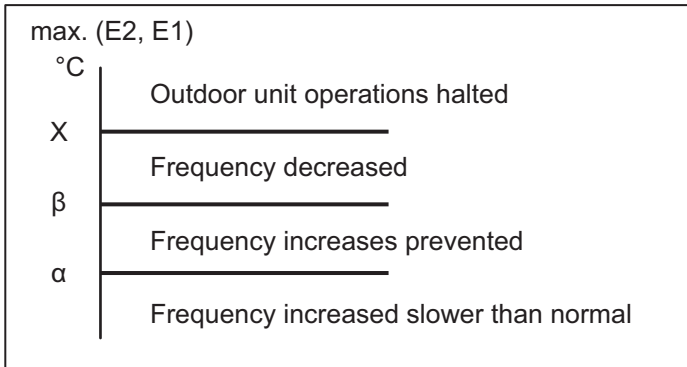 max. (E2, E1)
°C
Outdoor unit operations halted
X
Frequency decreased
β
Frequency increases prevented
α
Frequency increased slower than normal